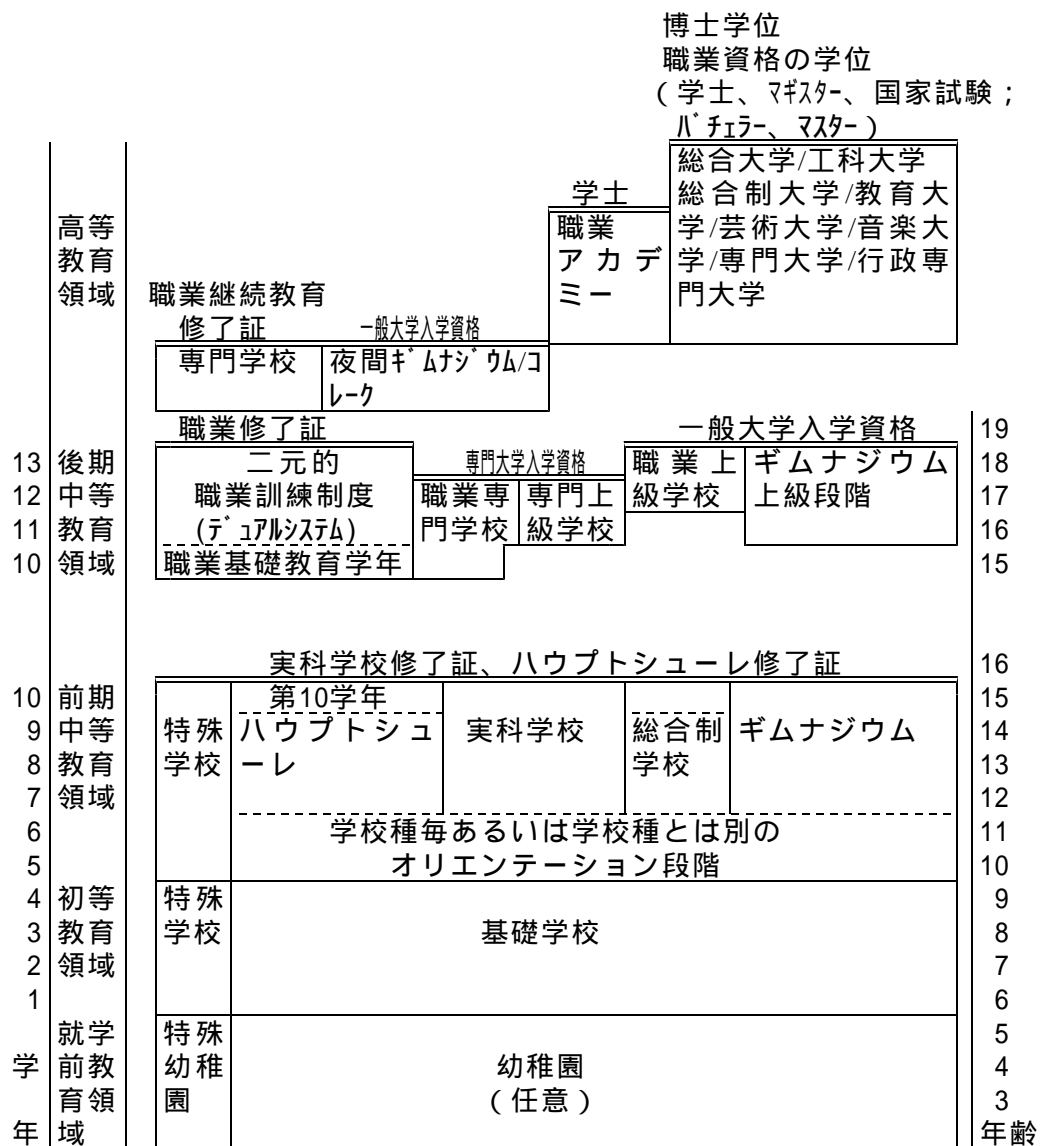 博士学位
職業資格の学位
(学士、ﾏｷﾞｽﾀｰ、国家試験；
ﾊﾞﾁｪﾗｰ、ﾏｽﾀｰ)
総合大学/工科大学
学士 総合制大学/教育大
高等 職業 学/芸術大学/音楽大
教育 アカデ 学/専門大学/行政専
領域 職業継続教育 ミー 門大学
修了証 一般大学入学資格
専門学校 夜間ｷﾞﾑﾅｼﾞｳﾑ/ｺ
ﾚｰｸ
職業修了証 一般大学入学資格 19
13 後期 二元的 専門大学入学資格 職業上 ギムナジウム 18
12 中等 職業訓練制度 職業専 専門上 級学校 上級段階 17
11 教育 (ﾃﾞｭｱﾙｼｽﾃﾑ) 門学校 級学校 16
10 領域 職業基礎教育学年 15
実科学校修了証、ハウプトシューレ修了証 16
10 前期 第10学年 15
9 中等 特殊 ハウプトシュ 実科学校 総合制 ギムナジウム 14
8 教育 学校 ーレ 学校 13
7 領域 12
6 学校種毎あるいは学校種とは別の 11
5 オリエンテーション段階 10
4 初等 特殊 9
3 教育 学校 基礎学校 8
2 領域 7
1 6
就学 特殊 5
学 前教 幼稚 幼稚園 4
育領 園 (任意) 3
年 域 年齢